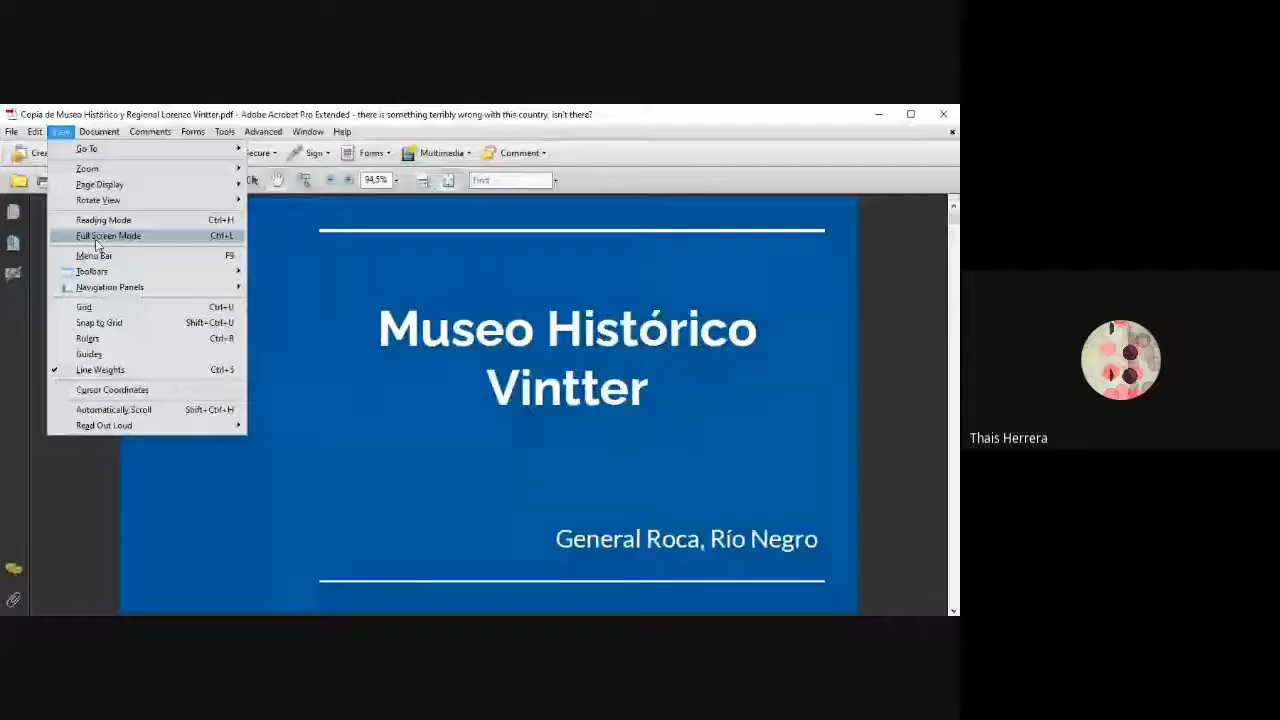 Copia de Museo Histórico y Regional Lorenzo Vintter.pdf - Adobe Acrobat Pro Extended - there is something terribly wrong with this country, isn't there?
File Edit View Document Comments Forms Tools Advanced Window Help
Crea ecure Sign Forms Multimedia Comment
94,5% Find
Go To
Zoom
Page Display
Rotate View
Reading Mode Ctrl+H
Full Screen Mode Ctrl+L
Menu Bar F9
Toolbars
Navigation Panels
Grid Ctrl+U
Snap to Grid Shift+Ctrl+U
Rulers Ctrl+R
Guides
Line Weights Ctrl+5
Cursor Coordinates
Automatically Scroll Shift+Ctrl+H
Read Out Loud
Museo Histórico
Vintter
General Roca, Río Negro
Thais Herrera